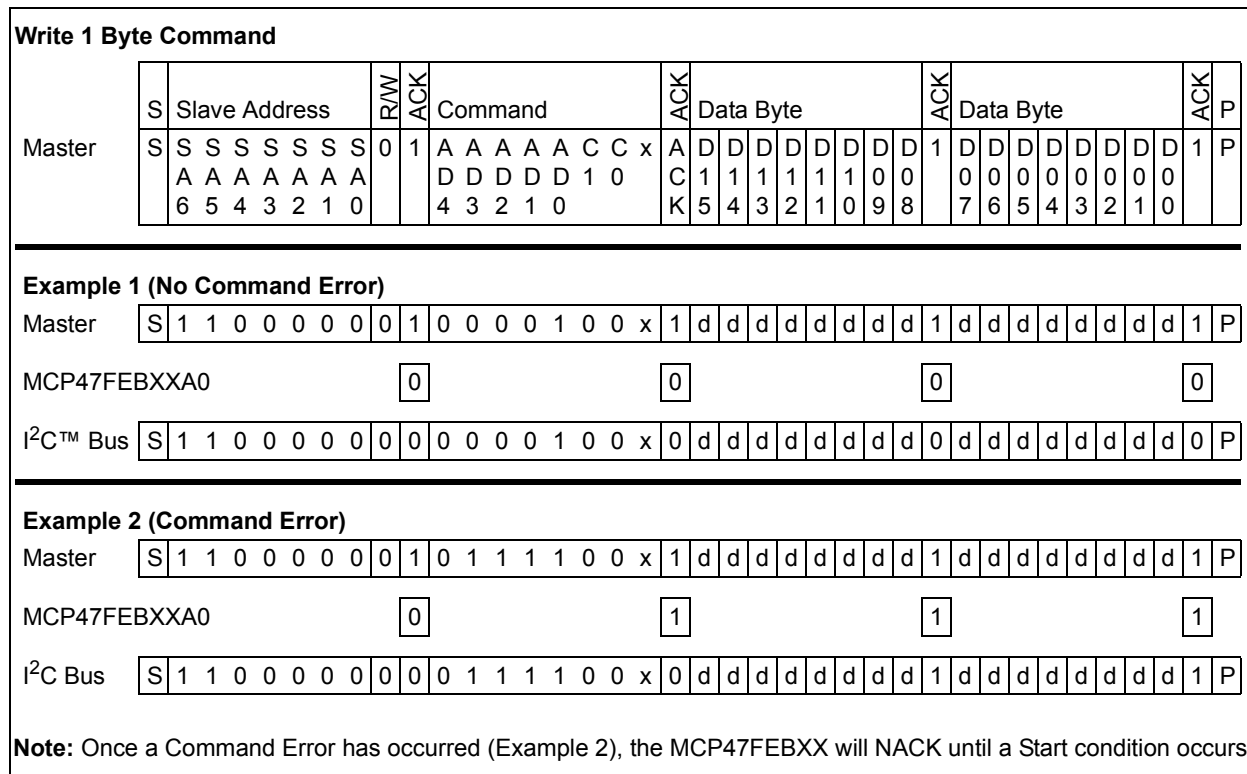 Write 1 Byte Command
S Slave Address R/W ACK Command ACK Data Byte ACK Data Byte ACK P
Master S S S S S S S S 0 1 A A A A A C C x A D D D D D D D D 1 D D D D D D D D 1 P
A A A A A A A D D D D D 1 0 C 1 1 1 1 1 1 0 0 0 0 0 0 0 0 0 0
6 5 4 3 2 1 0 4 3 2 1 0 K 5 4 3 2 1 0 9 8 7 6 5 4 3 2 1 0
Example 1 (No Command Error)
Master S 1 1 0 0 0 0 0 0 1 0 0 0 0 1 0 0 x 1 d d d d d d d d 1 d d d d d d d d 1 P
MCP47FEBXXA0 0 0 0 0
I²C™ Bus S 1 1 0 0 0 0 0 0 0 0 0 0 0 1 0 0 x 0 d d d d d d d d 0 d d d d d d d d 0 P
Example 2 (Command Error)
Master S 1 1 0 0 0 0 0 0 1 0 1 1 1 1 0 0 x 1 d d d d d d d d 1 d d d d d d d d 1 P
MCP47FEBXXA0 0 1 1 1
I²C Bus S 1 1 0 0 0 0 0 0 0 0 1 1 1 1 0 0 x 0 d d d d d d d d 1 d d d d d d d d 1 P
Note: Once a Command Error has occurred (Example 2), the MCP47FEBXX will NACK until a Start condition occurs